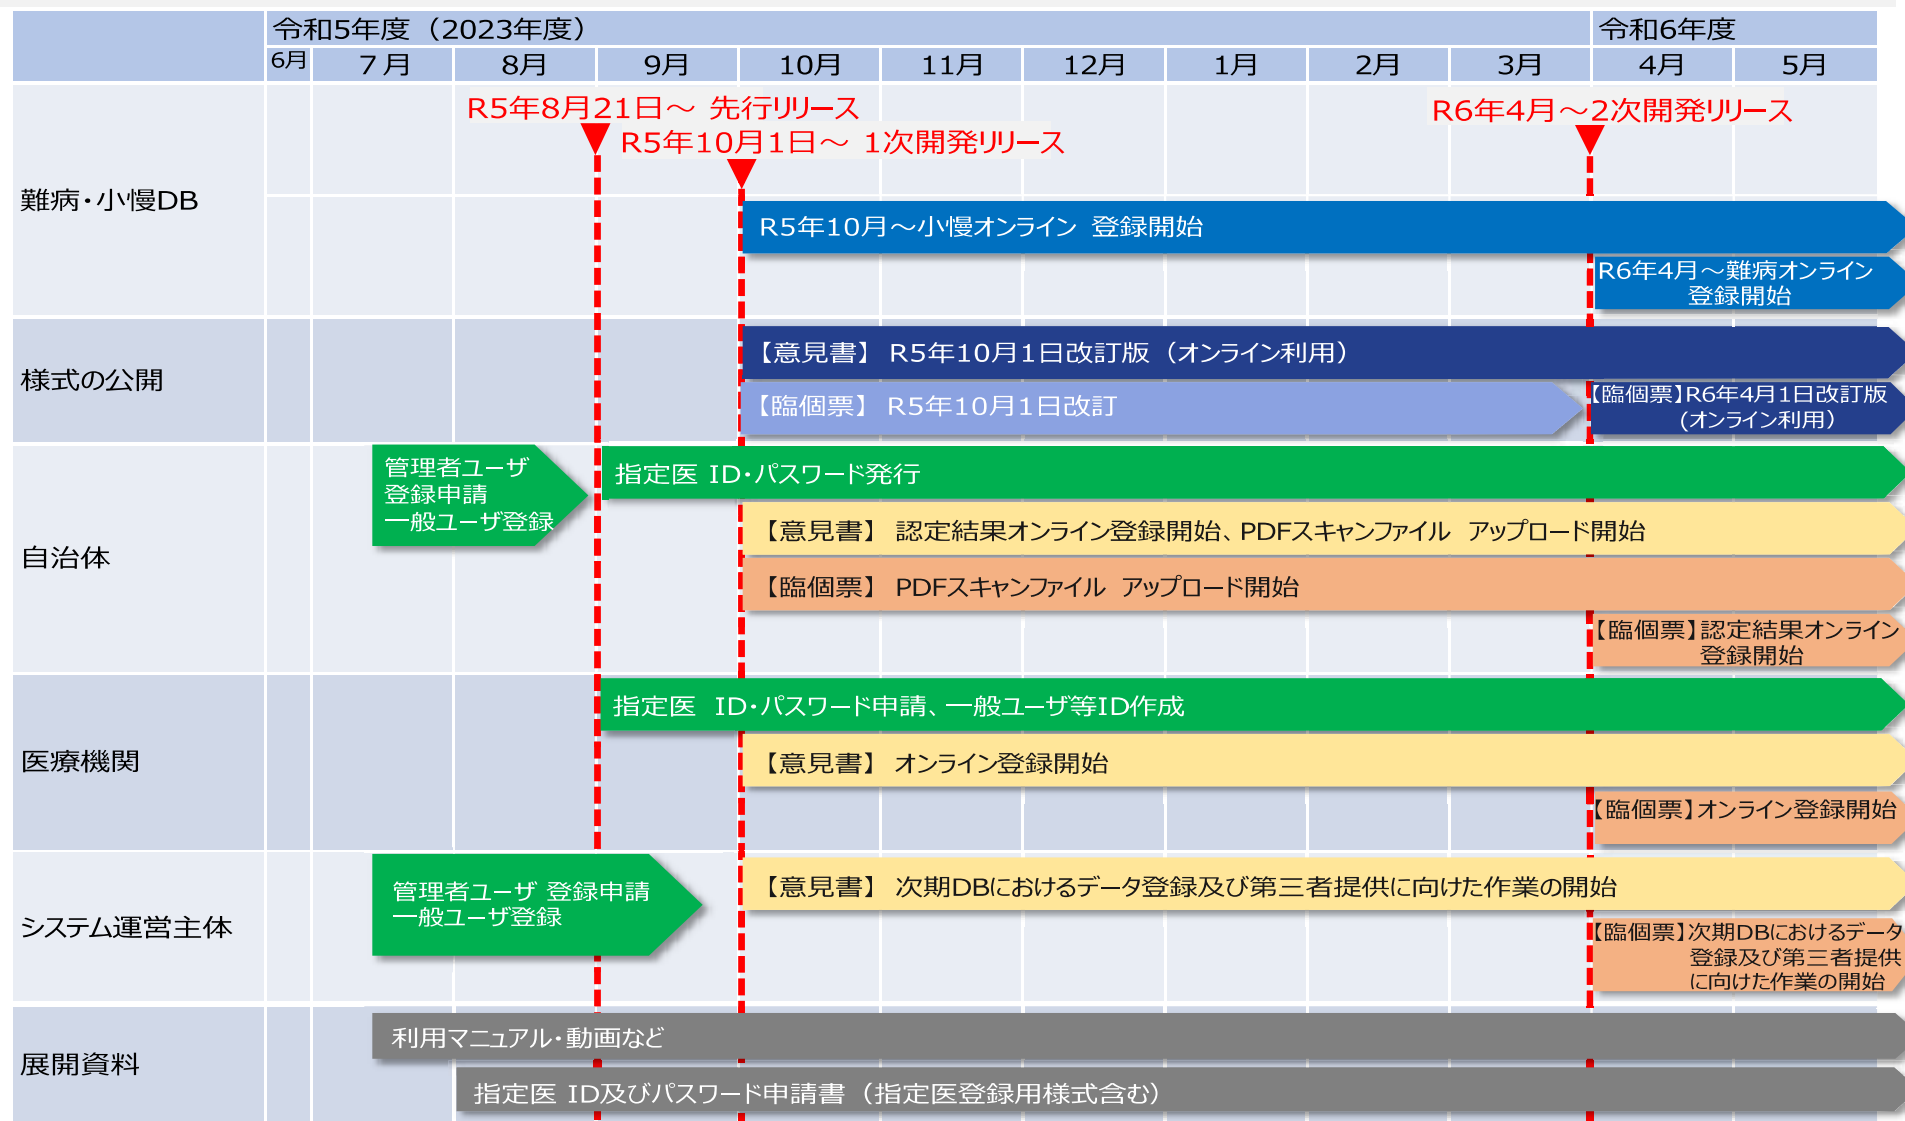 令和5年度（2023年度）
令和6年度
6月
７月
8月
9月
10月
11月
12月
1月
2月
3月
4月
5月
難病・小慢DB
R5年8月21日～ 先行リリース
R5年10月1日～ 1次開発リリース
R6年4月～2次開発リリース
R5年10月～小慢オンライン 登録開始
R6年4月～難病オンライン
登録開始
様式の公開
【意見書】 R5年10月1日改訂版（オンライン利用）
【臨個票】 R5年10月1日改訂
【臨個票】R6年4月1日改訂版
(オンライン利用）
自治体
管理者ユーザ
登録申請
一般ユーザ登録
指定医 ID・パスワード発行
【意見書】 認定結果オンライン登録開始、PDFスキャンファイル アップロード開始
【臨個票】 PDFスキャンファイル アップロード開始
【臨個票】認定結果オンライン
登録開始
医療機関
指定医 ID・パスワード申請、一般ユーザ等ID作成
【意見書】 オンライン登録開始
【臨個票】オンライン登録開始
システム運営主体
管理者ユーザ 登録申請
一般ユーザ登録
【意見書】 次期DBにおけるデータ登録及び第三者提供に向けた作業の開始
【臨個票】次期DBにおけるデータ
登録及び第三者提供
に向けた作業の開始
展開資料
利用マニュアル・動画など
指定医 ID及びパスワード申請書（指定医登録用様式含む）